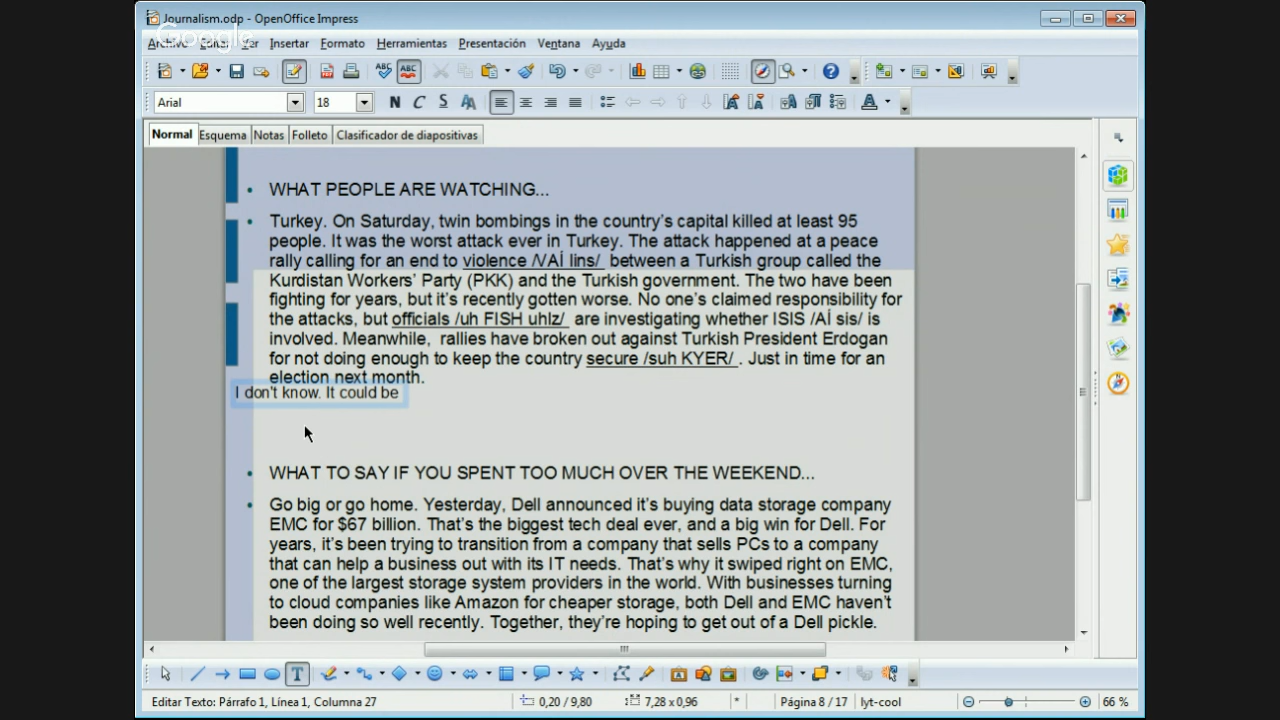 Journalism.odp - OpenOffice Impress
Google
Archivo Editar Ver Insertar Formato Herramientas Presentación Ventana Ayuda
Arial 18 N C S
Normal Esquema Notas Folleto Clasificador de diapositivas
• WHAT PEOPLE ARE WATCHING...
• Turkey. On Saturday, twin bombings in the country's capital killed at least 95
people. It was the worst attack ever in Turkey. The attack happened at a peace
rally calling for an end to violence /VAÍ lins/ between a Turkish group called the
Kurdistan Workers' Party (PKK) and the Turkish government. The two have been
fighting for years, but it's recently gotten worse. No one's claimed responsibility for
the attacks, but officials /uh FISH uhlz/ are investigating whether ISIS /AÍ sis/ is
involved. Meanwhile, rallies have broken out against Turkish President Erdogan
for not doing enough to keep the country secure /suh KYER/ . Just in time for an
election next month.
I don't know. It could be
• WHAT TO SAY IF YOU SPENT TOO MUCH OVER THE WEEKEND...
• Go big or go home. Yesterday, Dell announced it's buying data storage company
EMC for $67 billion. That's the biggest tech deal ever, and a big win for Dell. For
years, it's been trying to transition from a company that sells PCs to a company
that can help a business out with its IT needs. That's why it swiped right on EMC,
one of the largest storage system providers in the world. With businesses turning
to cloud companies like Amazon for cheaper storage, both Dell and EMC haven't
been doing so well recently. Together, they're hoping to get out of a Dell pickle.
Editar Texto: Párrafo 1, Línea 1, Columna 27 0,20 / 9,80 7,28 x 0,96 * Página 8 / 17 lyt-cool 66 %